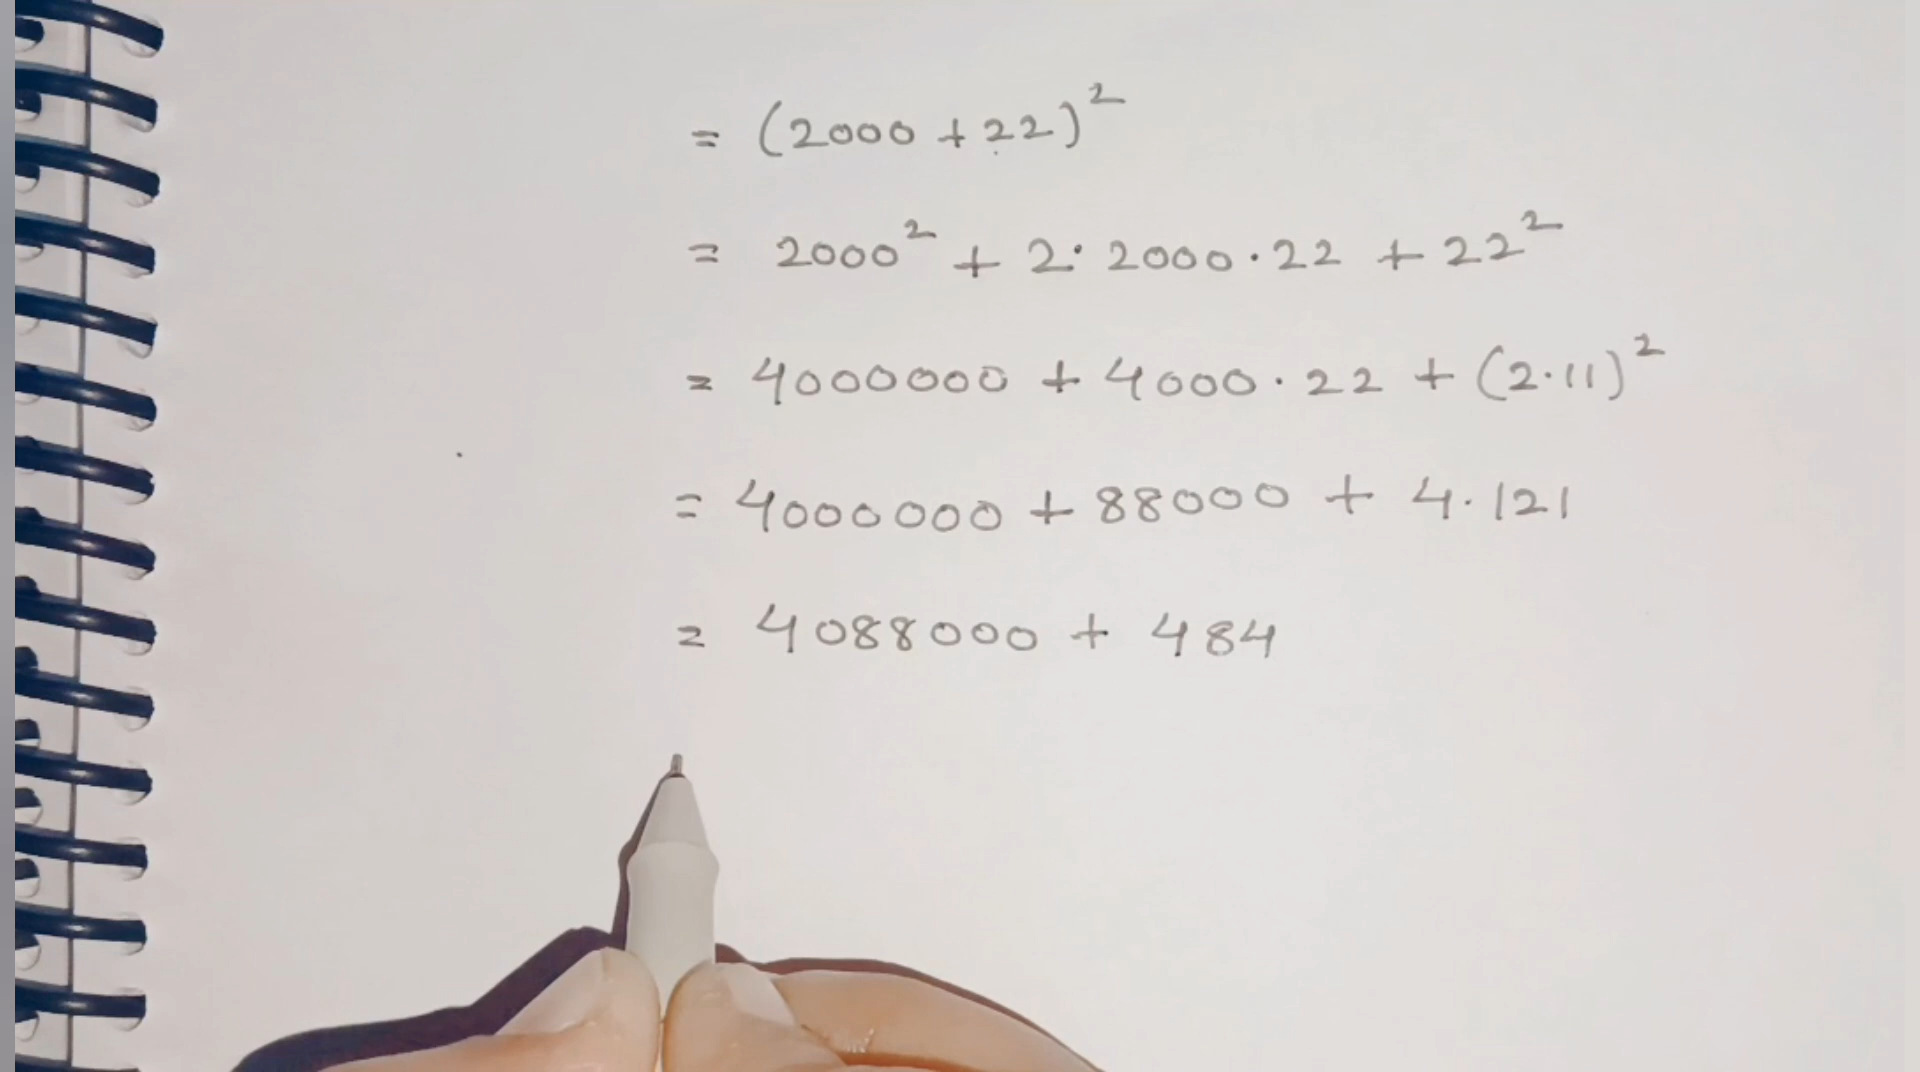 = (2000 + 22)²
= 2000² + 2·2000·22 + 22²
= 4000000 + 4000·22 + (2·11)²
= 4000000 + 88000 + 4·121
= 4088000 + 484